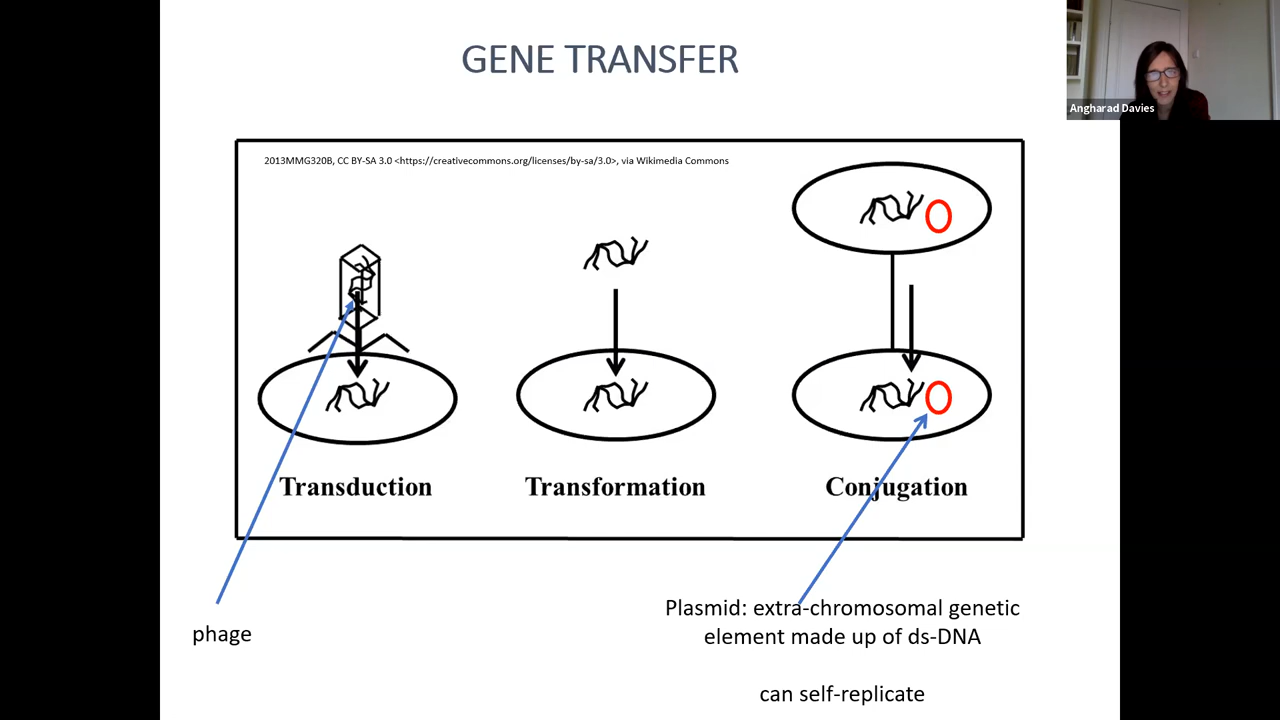 GENE TRANSFER
Angharad Davies
2013MMG320B, CC BY-SA 3.0 <https://creativecommons.org/licenses/by-sa/3.0>, via Wikimedia Commons
Transduction
Transformation
Conjugation
phage
Plasmid: extra-chromosomal genetic
element made up of ds-DNA
can self-replicate